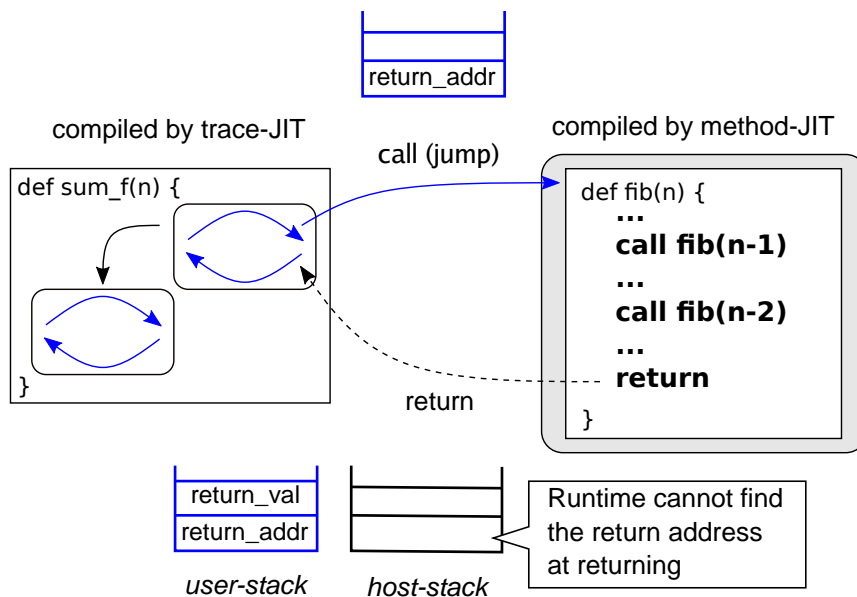 return_addr
compiled by trace-JIT
compiled by method-JIT
call (jump)
def sum_f(n) {
}
def fib(n) {
...
call fib(n-1)
...
call fib(n-2)
...
return
}
return
return_val
return_addr
user-stack
host-stack
Runtime cannot find
the return address
at returning